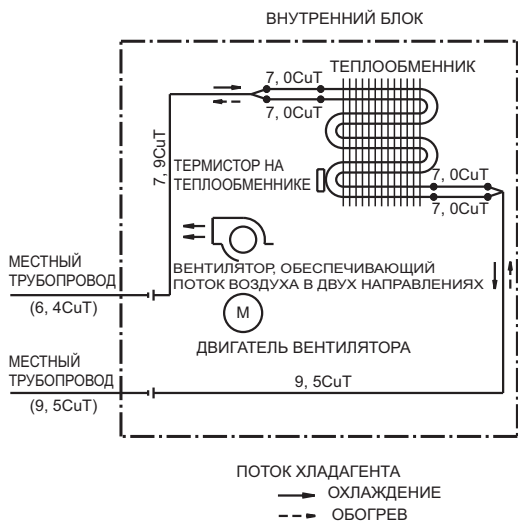 ВНУТРЕННИЙ БЛОК
7, 0CuT
ТЕПЛООБМЕННИК
7, 0CuT
7, 9CuT
ТЕРМИСТОР НА
ТЕПЛООБМЕННИКЕ
7, 0CuT
7, 0CuT
МЕСТНЫЙ
ТРУБОПРОВОД
(6, 4CuT)
ВЕНТИЛЯТОР, ОБЕСПЕЧИВАЮЩИЙ
ПОТОК ВОЗДУХА В ДВУХ НАПРАВЛЕНИЯХ
M
ДВИГАТЕЛЬ ВЕНТИЛЯТОРА
МЕСТНЫЙ
ТРУБОПРОВОД
(9, 5CuT)
9, 5CuT
ПОТОК ХЛАДАГЕНТА
ОХЛАЖДЕНИЕ
ОБОГРЕВ